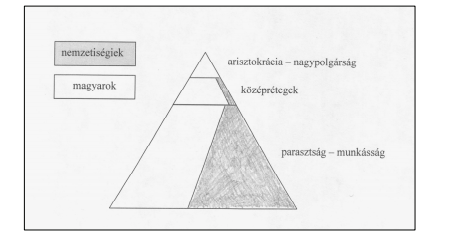 nemzetiségiek
magyarok
arisztokrácia – nagypolgárság
középrétegek
parasztság – munkásság